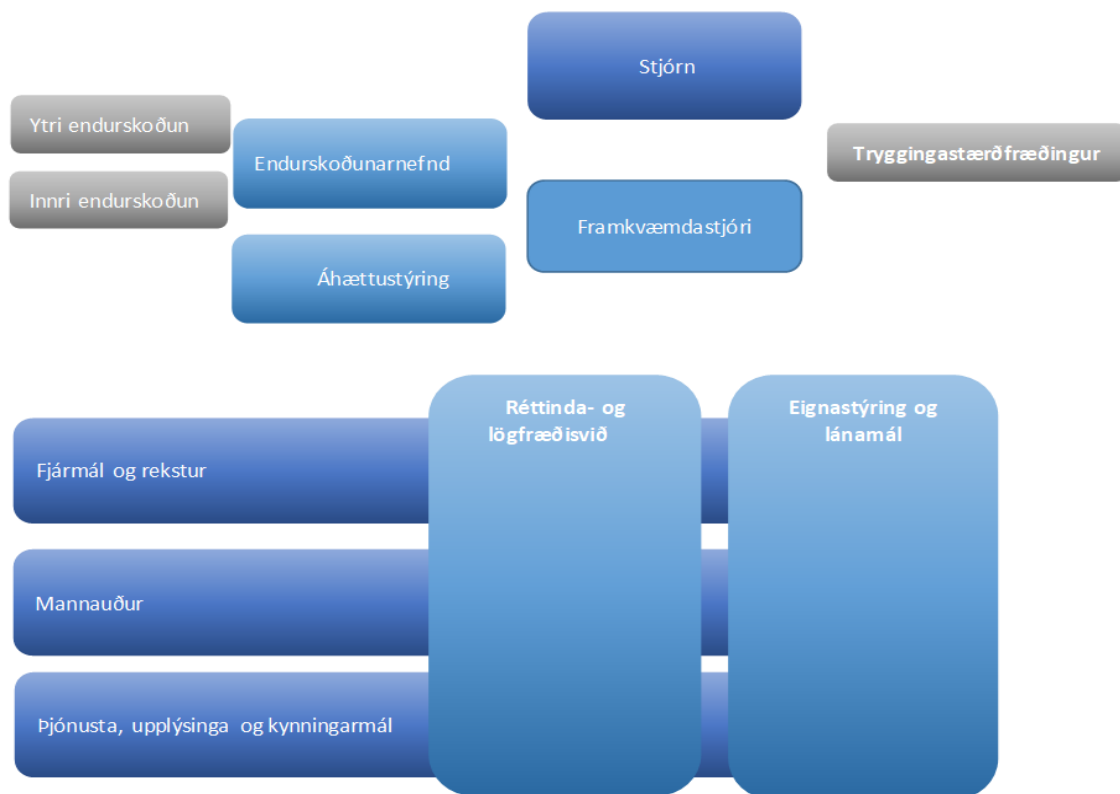 Stjórn
Ytri endurskoðun
Endurskoðunarnefnd
Tryggingastærðfræðingur
Innri endurskoðun
Framkvæmdastjóri
Áhættustýring
Réttinda- og
lögfræðisvið
Eignastýring og
lánamál
Fjármál og rekstur
Mannauður
Þjónusta, upplýsinga og kynningarmál